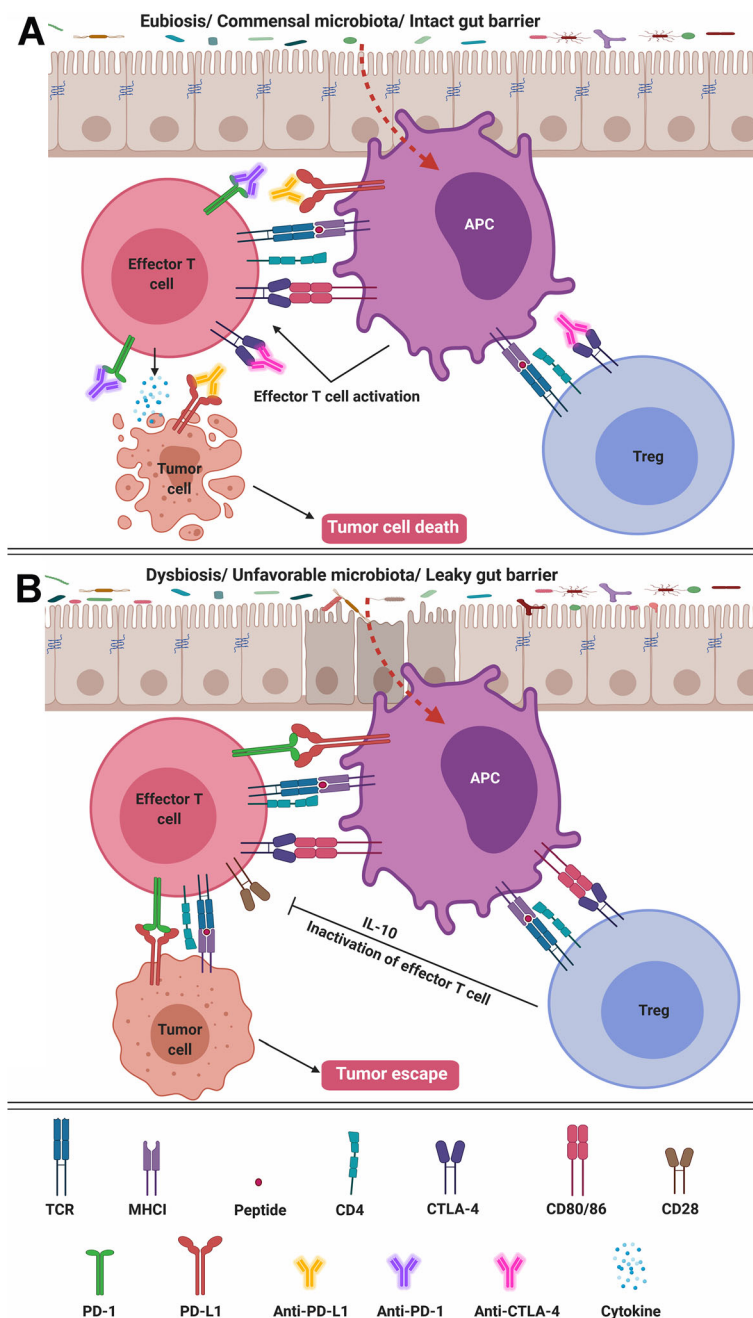 A
Eubiosis/ Commensal microbiota/ Intact gut barrier
APC
Effector T
cell
Effector T cell activation
Treg
Tumor
cell
Tumor cell death
B
Dysbiosis/ Unfavorable microbiota/ Leaky gut barrier
APC
Effector T
cell
IL-10
Inactivation of effector T cell
Treg
Tumor
cell
Tumor escape
TCR
MHCI
Peptide
CD4
CTLA-4
CD80/86
CD28
PD-1
PD-L1
Anti-PD-L1
Anti-PD-1
Anti-CTLA-4
Cytokine